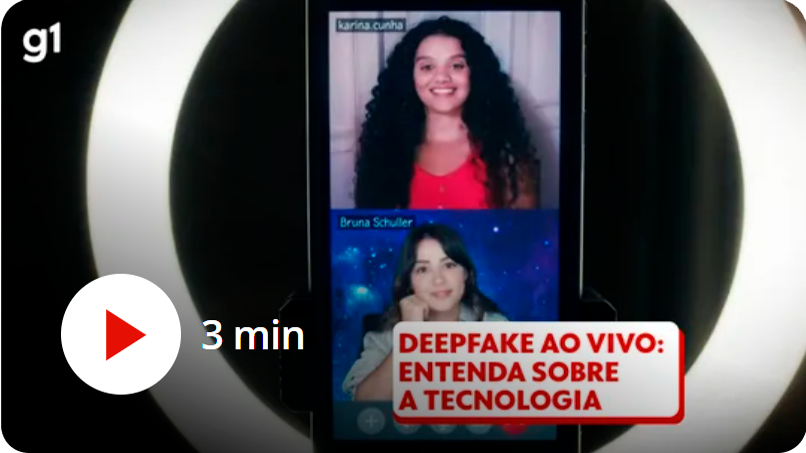 g1
karina.cunha
Bruna Schuller
3 min
DEEPFAKE AO VIVO:
ENTENDA SOBRE
A TECNOLOGIA